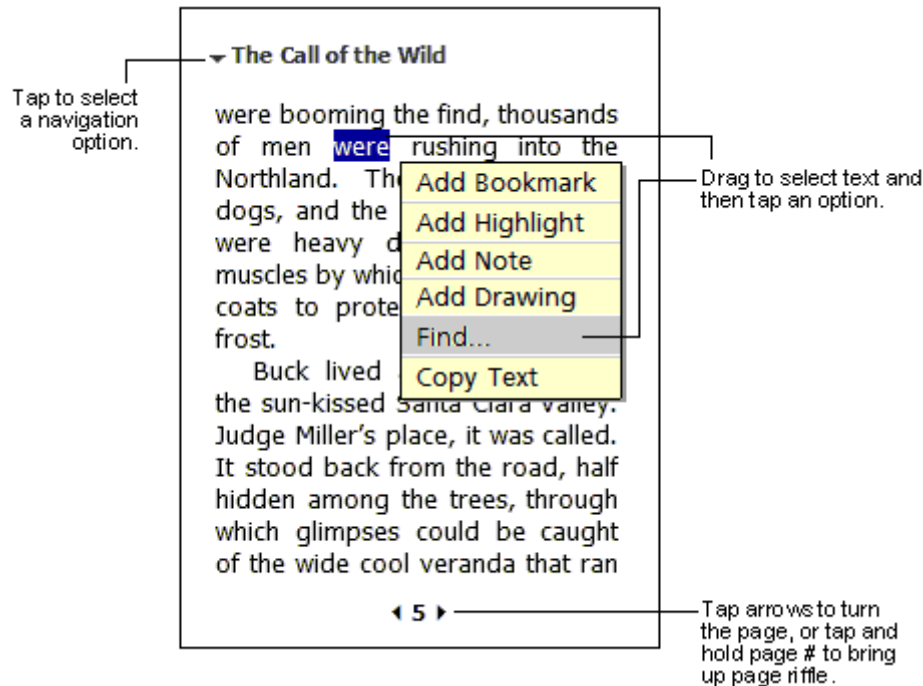 The Call of the Wild
Tap to select
a navigation
option.
were booming the find, thousands
of men were rushing into the
Northland. The
dogs, and the
were heavy d
muscles by whic
coats to prote
frost.
Buck lived
the sun-kissed Santa Clara Valley.
Judge Miller's place, it was called.
It stood back from the road, half
hidden among the trees, through
which glimpses could be caught
of the wide cool veranda that ran
Add Bookmark
Add Highlight
Add Note
Add Drawing
Find...
Copy Text
Drag to select text and
then tap an option.
5
Tap arrows to turn
the page, or tap and
hold page # to bring
up page riffle.